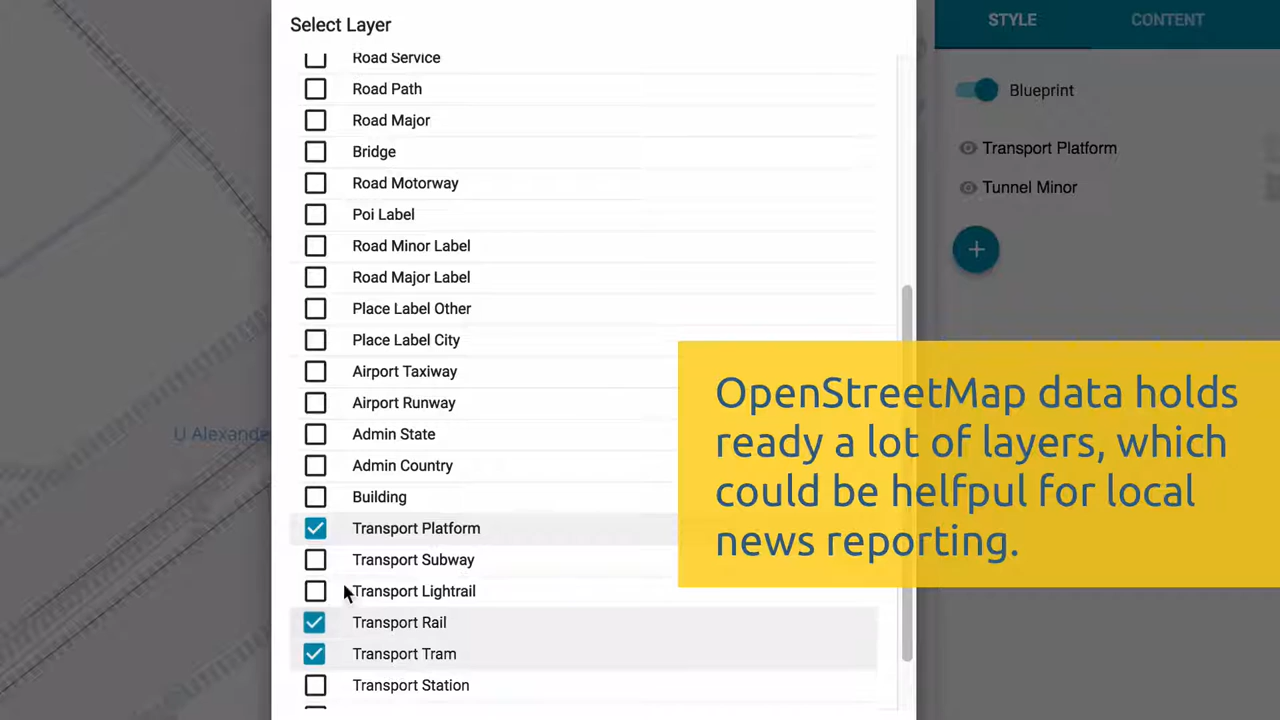 Select Layer
STYLE
CONTENT
Road Service
Road Path
Blueprint
Road Major
Bridge
Transport Platform
Road Motorway
Tunnel Minor
Poi Label
Road Minor Label
Road Major Label
Place Label Other
Place Label City
Airport Taxiway
Airport Runway
Admin State
Admin Country
Building
Transport Platform
Transport Subway
Transport Lightrail
Transport Rail
Transport Tram
Transport Station
U Alexande
OpenStreetMap data holds
ready a lot of layers, which
could be helfpul for local
news reporting.